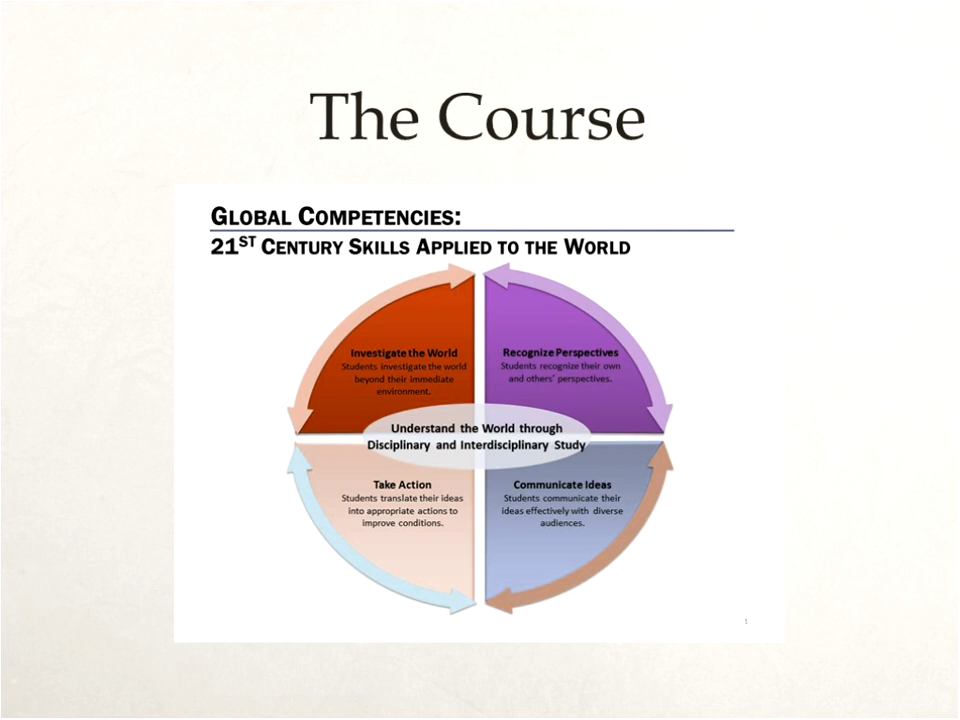 The Course
GLOBAL COMPETENCIES:
21ST CENTURY SKILLS APPLIED TO THE WORLD
Investigate the World
Students investigate the world
beyond their immediate
environment.
Recognize Perspectives
Students recognize their own
and others' perspectives.
Understand the World through
Disciplinary and Interdisciplinary Study
Take Action
Students translate their ideas
into appropriate actions to
improve conditions.
Communicate Ideas
Students communicate their
ideas effectively with diverse
audiences.